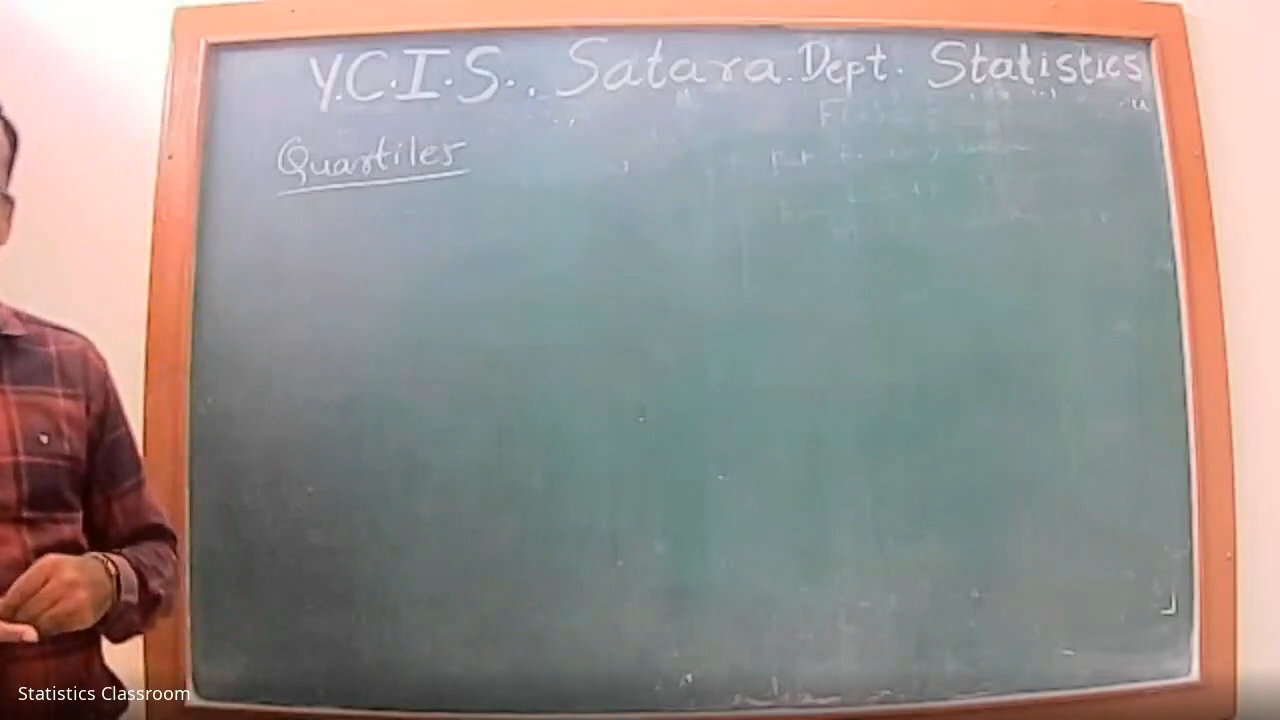 Y.C.I.S., Satara. Dept. Statistics
Quartiles
Statistics Classroom